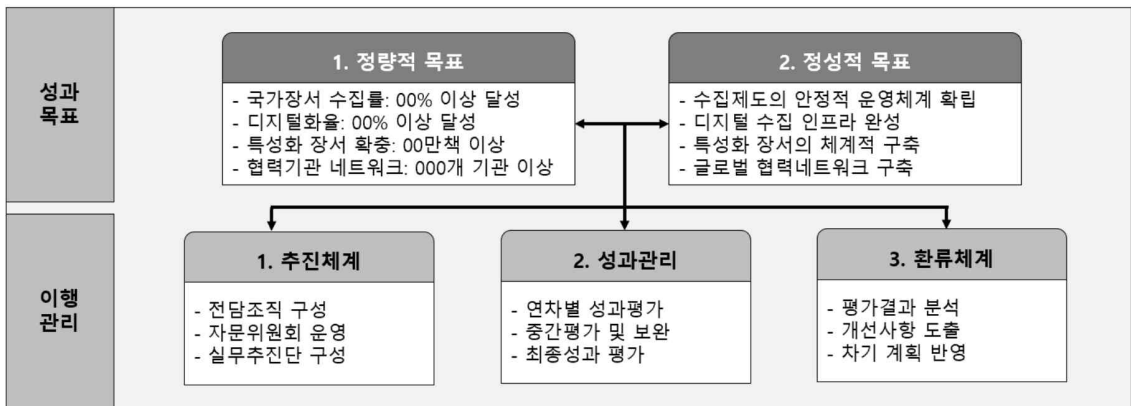 성과
목표
1. 정량적 목표
- 국가장서 수집률: 00% 이상 달성
- 디지털화율: 00% 이상 달성
- 특성화 장서 확충: 00만책 이상
- 협력기관 네트워크: 000개 기관 이상
2. 정성적 목표
- 수집제도의 안정적 운영체계 확립
- 디지털 수집 인프라 완성
- 특성화 장서의 체계적 구축
- 글로벌 협력네트워크 구축
이행
관리
1. 추진체계
- 전담조직 구성
- 자문위원회 운영
- 실무추진단 구성
2. 성과관리
- 연차별 성과평가
- 중간평가 및 보완
- 최종성과 평가
3. 환류체계
- 평가결과 분석
- 개선사항 도출
- 차기 계획 반영